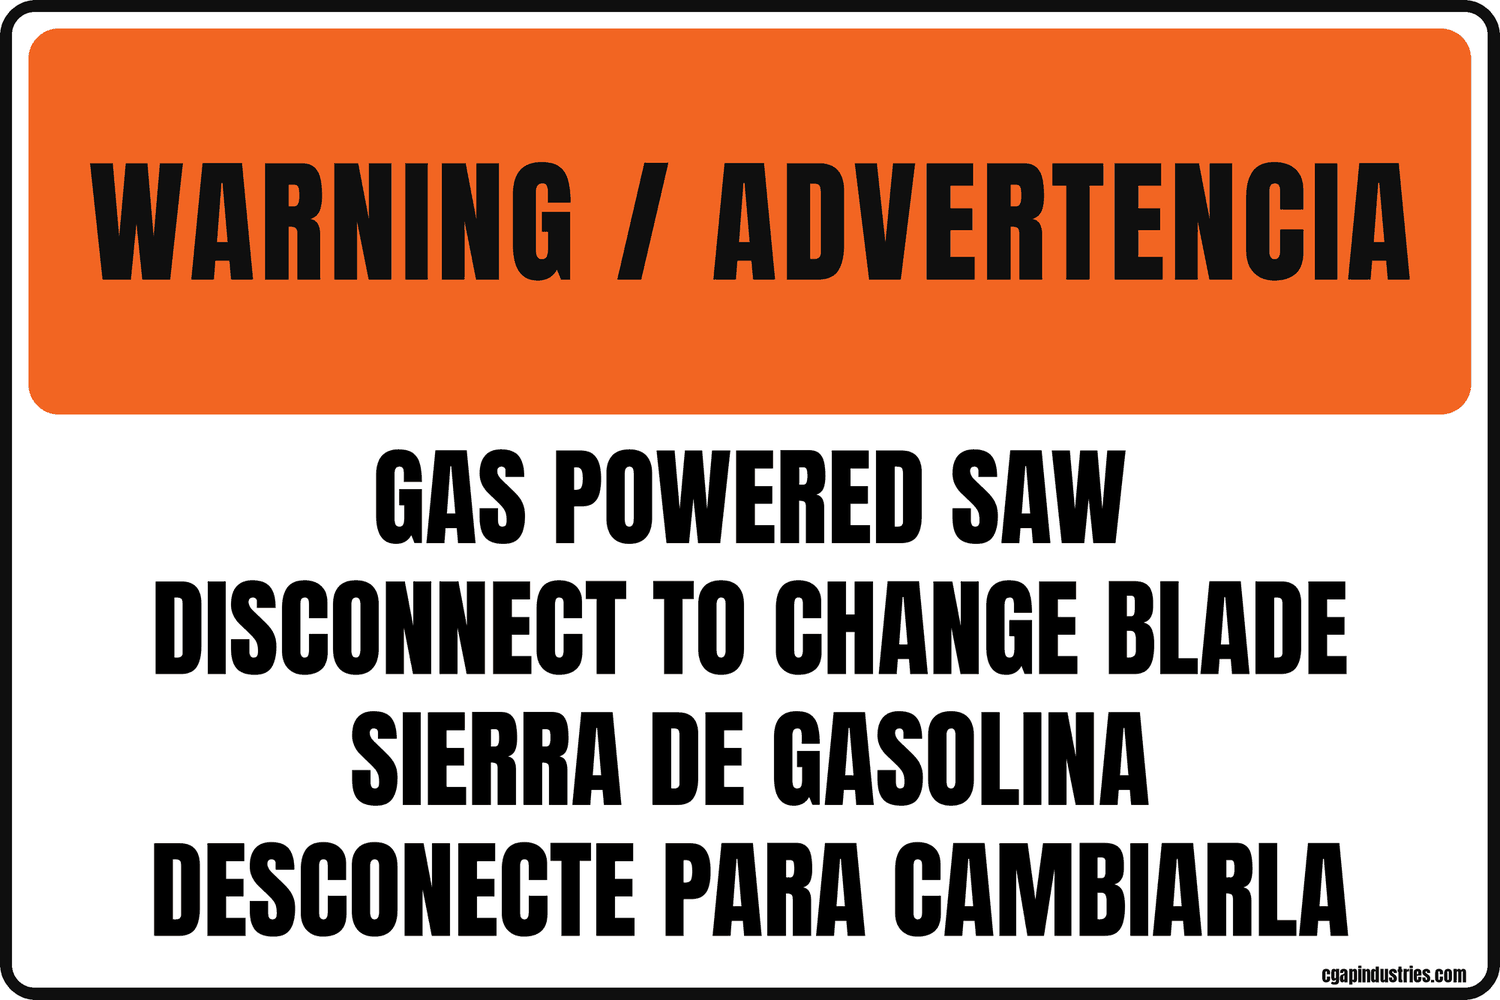 WARNING / ADVERTENCIA
GAS POWERED SAW
DISCONNECT TO CHANGE BLADE
SIERRA DE GASOLINA
DESCONECTE PARA CAMBIARLA
cgapindustries.com